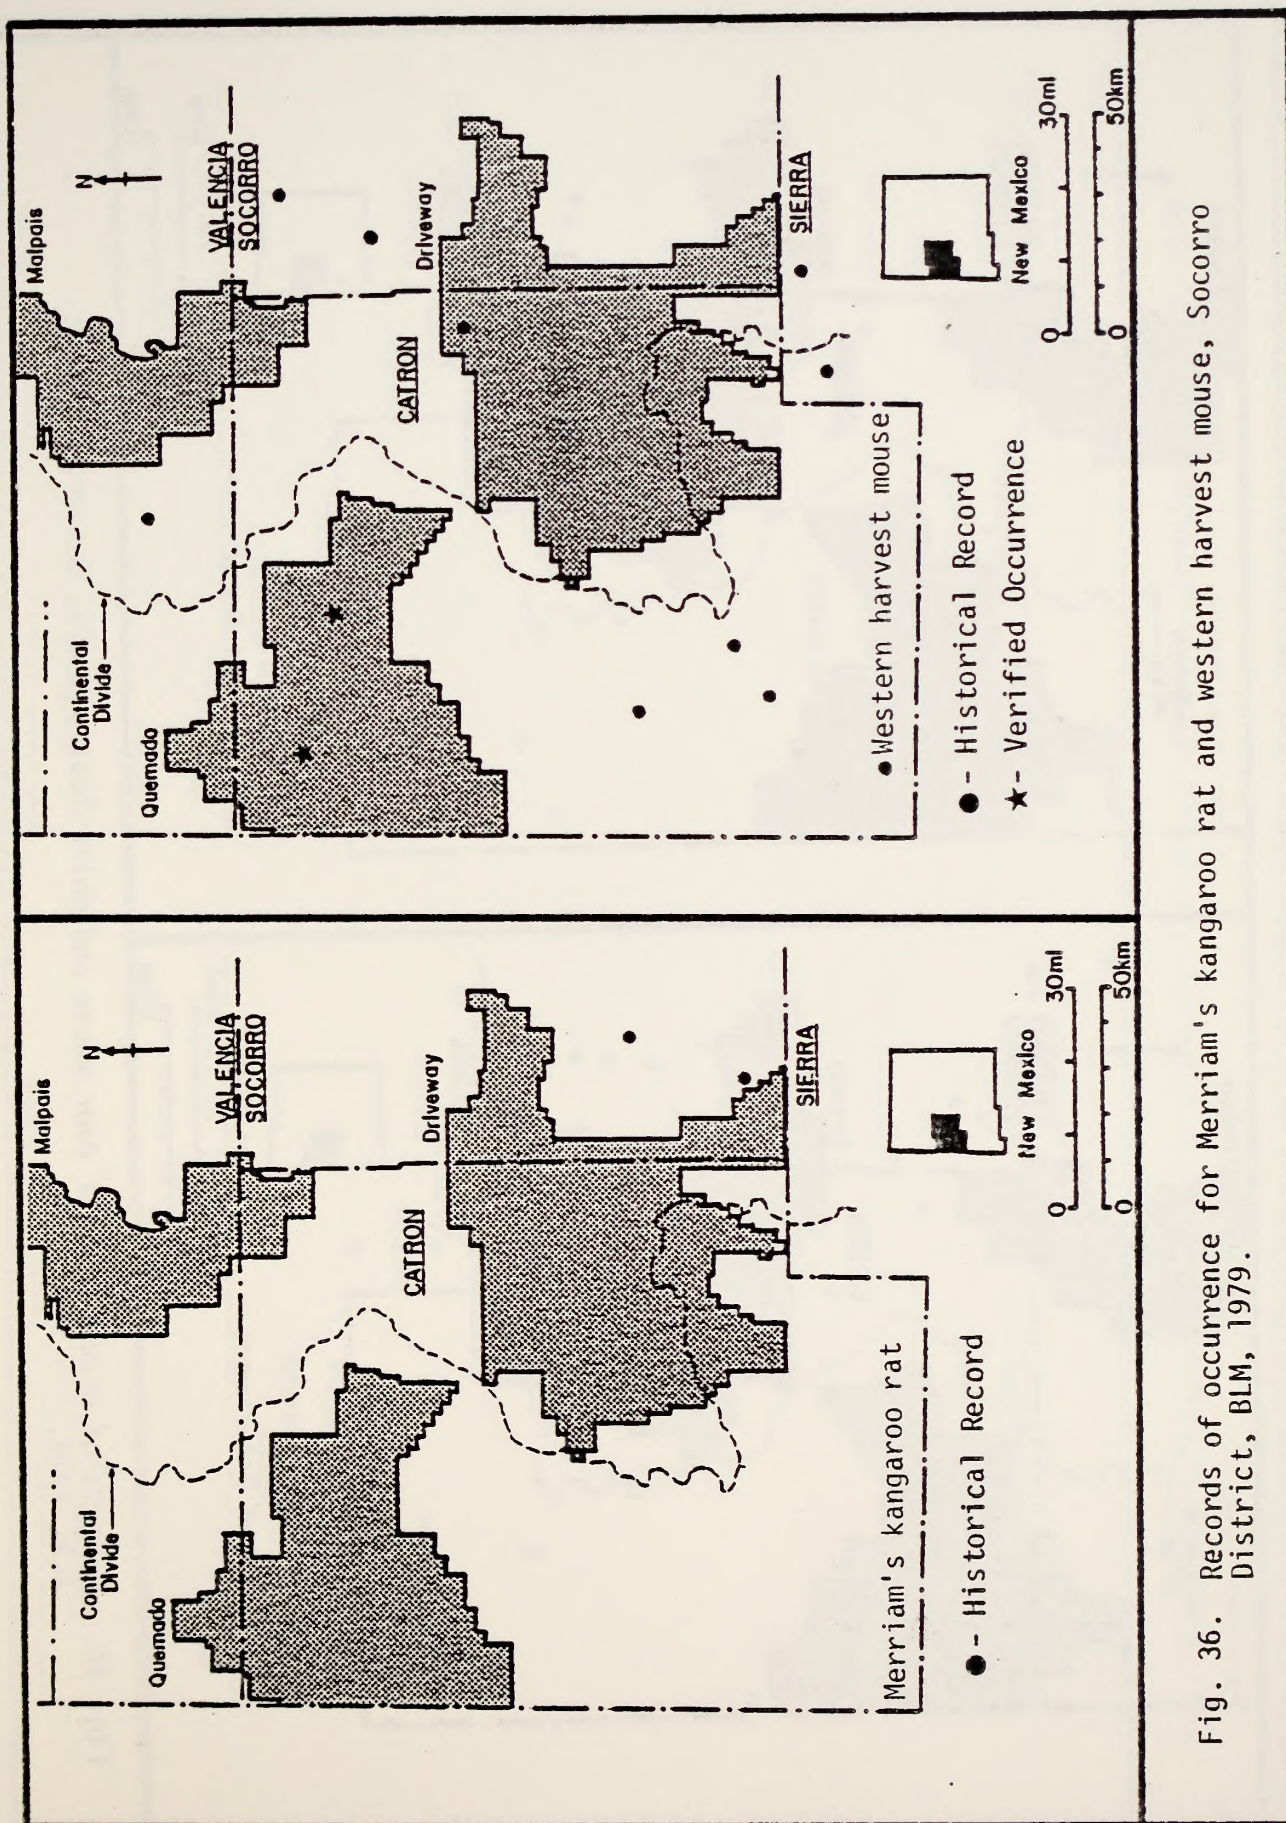 Malpais
N
Continental
Divide
VALENCIA
SOCORRO
Quemado
CATRON
Driveway
SIERRA
Merriam's kangaroo rat
● - Historical Record
New Mexico
0 30mi
0 50km
Malpais
N
Continental
Divide
VALENCIA
SOCORRO
Quemado
CATRON
Driveway
SIERRA
Western harvest mouse
● - Historical Record
★ - Verified Occurrence
New Mexico
0 30mi
0 50km
Fig. 36. Records of occurrence for Merriam's kangaroo rat and western harvest mouse, Socorro
District, BLM, 1979.